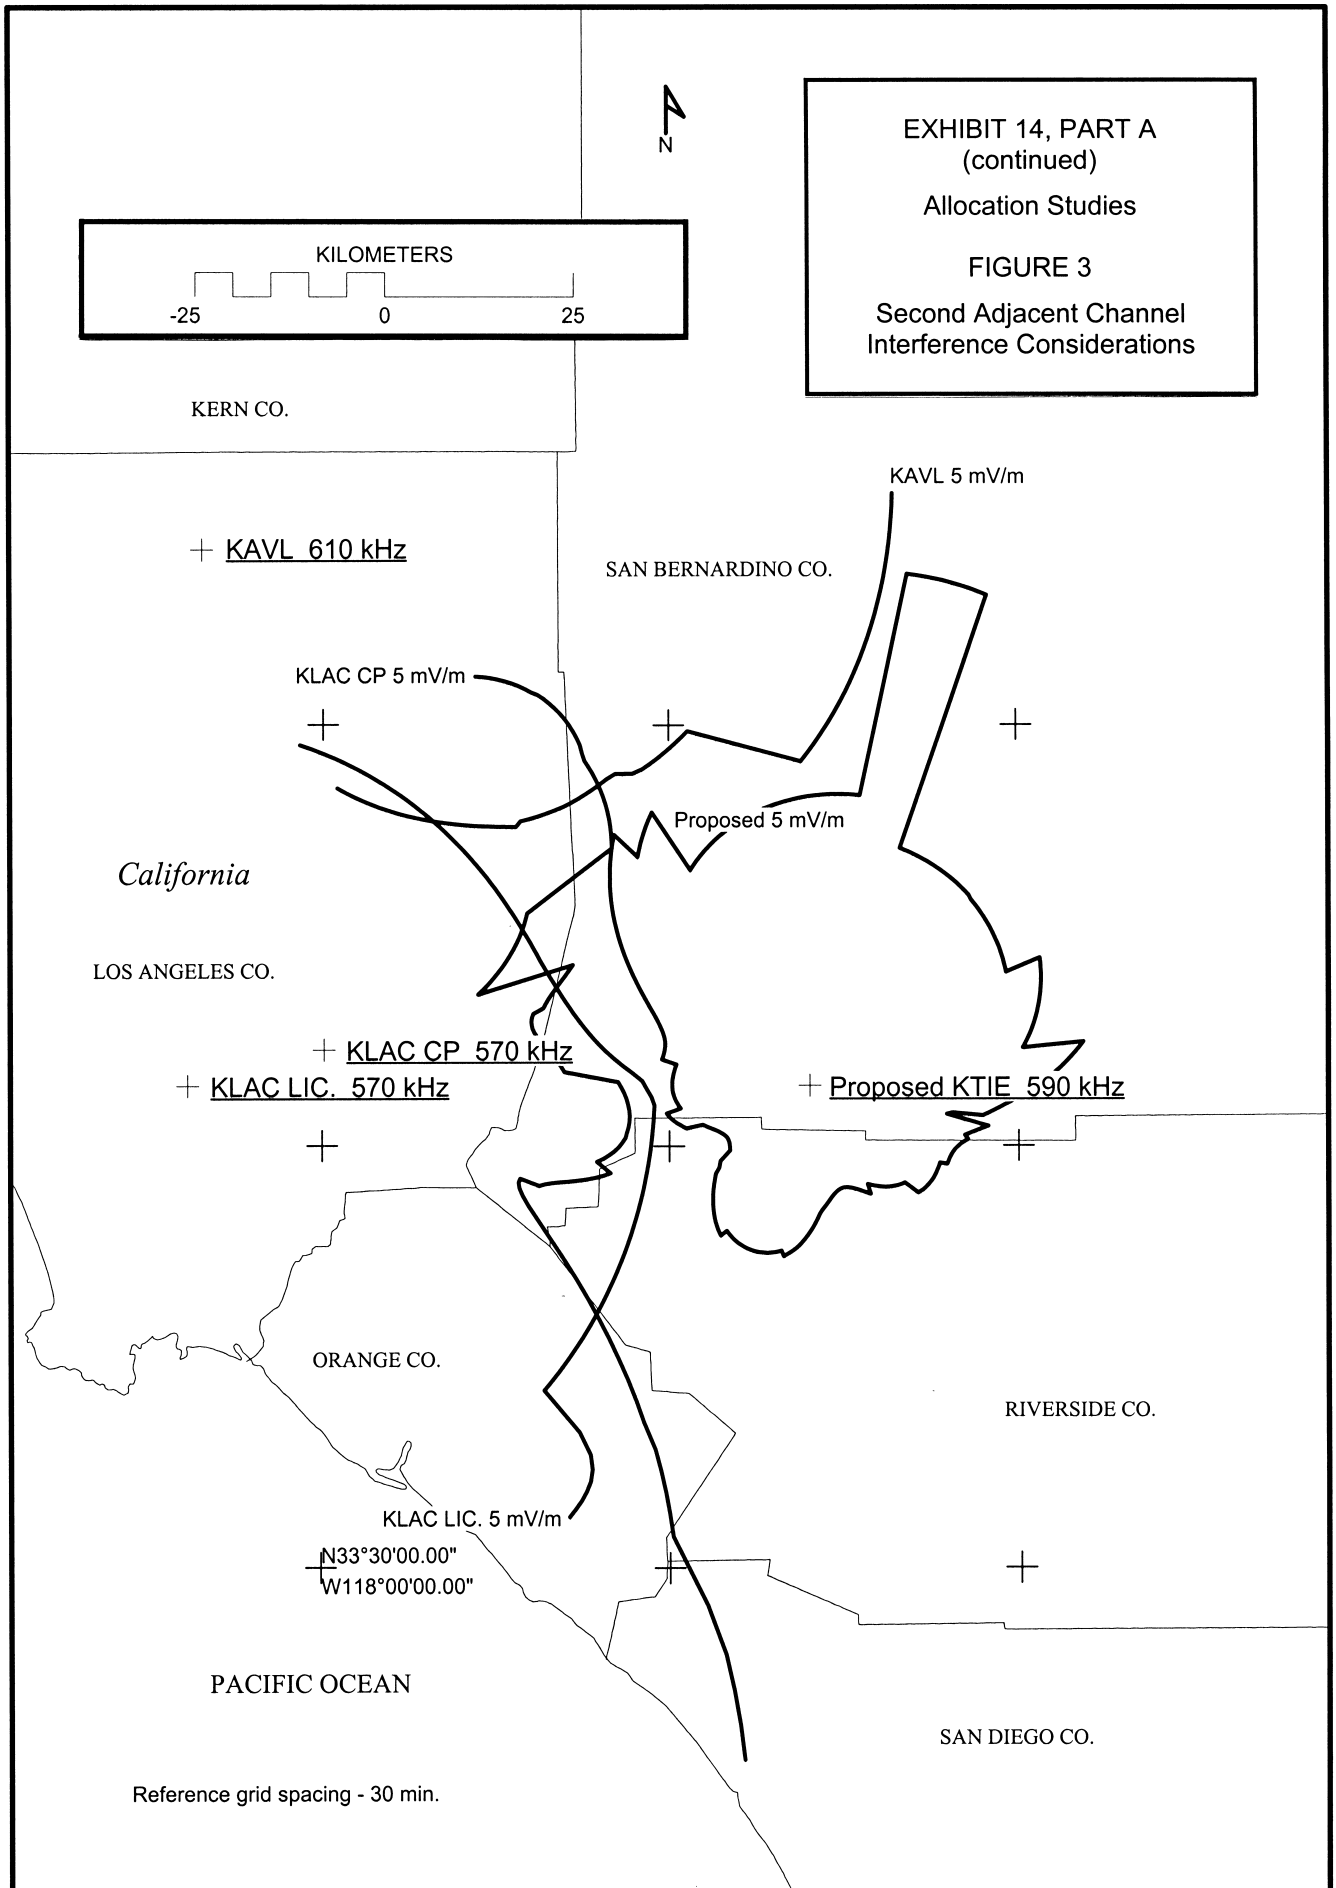 N
EXHIBIT 14, PART A
(continued)
Allocation Studies
FIGURE 3
Second Adjacent Channel
Interference Considerations
KILOMETERS
-25 0 25
KERN CO.
KAVL 5 mV/m
KAVL 610 kHz
SAN BERNARDINO CO.
KLAC CP 5 mV/m
Proposed 5 mV/m
California
LOS ANGELES CO.
KLAC CP 570 kHz
KLAC LIC. 570 kHz
Proposed KTIE 590 kHz
ORANGE CO.
RIVERSIDE CO.
KLAC LIC. 5 mV/m
N33°30'00.00"
W118°00'00.00"
PACIFIC OCEAN
SAN DIEGO CO.
Reference grid spacing - 30 min.